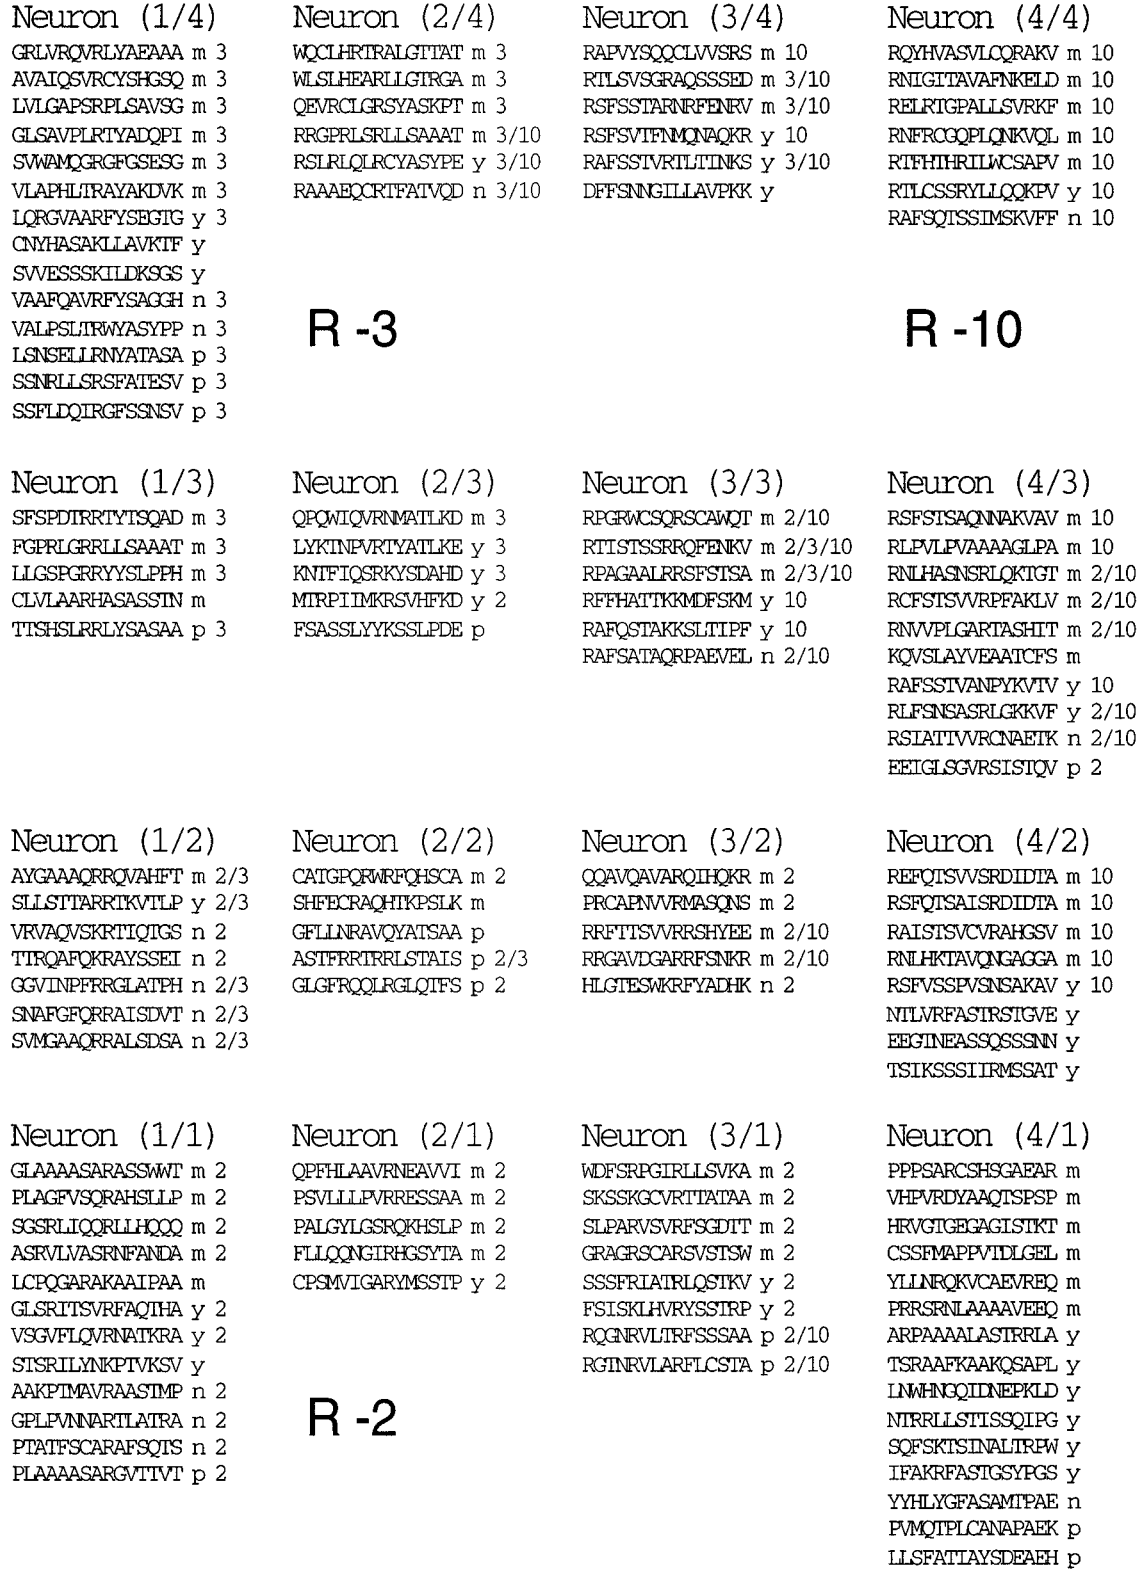 Neuron (1/4)
GRLVRQVRLYAEAAA m 3
AVAIQSVRCYSHGSQ m 3
LVLGAPSRPLSAVSG m 3
GLSAVPLRTYADQPI m 3
SVWAMQGRGFGSESG m 3
VLAPHLTRAYAKDVK m 3
LQRGVAARFYSEGTG y 3
CNYHASAKLLAVKTF y
SVVESSSKILDKSGS y
VAAFQAVRFYSAGGH n 3
VALPSLTRWYASYPP n 3
LSNSELLRNYATASA p 3
SSNRLLSRSFATESV p 3
SSFLDQIRGFSSNSV p 3
Neuron (2/4)
WQCLHRTRALGTTAT m 3
WLSLHEARLLGTRGA m 3
QEVRCLGRSYASKPT m 3
RRGPRLSRLLSAAAT m 3/10
RSLRLQLRCYASYPE y 3/10
RAAAEQCRTFATVQD n 3/10
R -3
Neuron (3/4)
RAPVYSQQCLVVSRS m 10
RTLSVSGRAQSSSED m 3/10
RSFSSTARNRFENRV m 3/10
RSFSVTFNMQNAQKR y 10
RAFSSTVRTLTINKS y 3/10
DFFSNNGILLAVPKK y
Neuron (4/4)
RQYHVASVLCQRAKV m 10
RNIGITAVAFNKELD m 10
RELRTGPALLSVRKF m 10
RNFRCGQPLQNKVQL m 10
RTFHTHRILWCSAPV m 10
RTLCSSRYLLQQKPV y 10
RAFSQTSSIMSKVFF n 10
R -10
Neuron (1/3)
SFSPDTRRTYTSQAD m 3
FGPRLGRRLLSAAAT m 3
LLGSPGRRYYSLPPH m 3
CLVLAARHASASSTN m
TTSHSLRRLYSASAA p 3
Neuron (2/3)
QPQWIQVRNMATLKD m 3
LYKTNPVRTYATLKE y 3
KNTFIQSRKYSDAHD y 3
MTRPIIMKRSVHFKD y 2
FSASSLYYKSSLPDE p
Neuron (3/3)
RPGRWCSQRSCAWQT m 2/10
RTISTSSRRQFENKV m 2/3/10
RPAGAALRRSFSTSA m 2/3/10
RFFHATTKKMDFSKM y 10
RAFQSTAKKSLTIPF y 10
RAFSATAQRPAEVEL n 2/10
Neuron (4/3)
RSFSTSAQNNAKVAV m 10
RLPVLPVAAAAGLPA m 10
RNLHASNSRLQKTGT m 2/10
RCFSTSVVRPFAKLV m 2/10
RNVVPLGARTASHIT m 2/10
KQVSLAYVEAATCFS m
RAFSSTVANPYKVTV y 10
RLFSNSASRLGKKVF y 2/10
RSIATTVVRCNAETK n 2/10
EEIGLSGVRSISTQV p 2
Neuron (1/2)
AYGAAAQRRQVAHFT m 2/3
SLLSTTARRTKVTLP y 2/3
VRVAQVSKRTIQTGS n 2
TTRQAFQKRAYSSEI n 2
GGVINPFRRGLATPH n 2/3
SNAFGFQRRAISDVT n 2/3
SVMGAAQRRALSDSA n 2/3
Neuron (2/2)
CATGPQRWRFQHSCA m 2
SHFECRAQHTKPSLK m
GFLLNRAVQYATSAA p
ASTFRRTRRLSTAIS p 2/3
GLGFRQQLRGLQTFS p 2
Neuron (3/2)
QQAVQAVARQIHQKR m 2
PRCAPNVVRMASQNS m 2
RRFTTSVVRRSHYEE m 2/10
RRGAVDGARRFSNKR m 2/10
HLGTESWKRFYADHK n 2
Neuron (4/2)
REFQTSVVSRDIDTA m 10
RSFQTSAISRDIDTA m 10
RAISTSVCVRAHGSV m 10
RNLHKTAVQNGAGGA m 10
RSFVSSPVSNSAKAV y 10
NTLVRFASTRSTGVE y
EEGINEASSQSSSNN y
TSIKSSSIIRMSSAT y
Neuron (1/1)
GLAAAASARASSWWT m 2
PLAGFVSQRAHSLLP m 2
SGSRLIQQRLLHQQQ m 2
ASRVLVASRNFANDA m 2
LCPQGARAKAAIPAA m
GLSRITSVRFAQTHA y 2
VSGVFLQVRNATKRA y 2
STSRILYNKPTVKSV y
AAKPTMAVRAASTMP n 2
GPLPVNNARTLATRA n 2
PTATFSCARAFSQTS n 2
PLAAAASARGVTTVT p 2
Neuron (2/1)
QPFHLAAVRNEAVVI m 2
PSVLLLPVRRESSAA m 2
PALGYLGSRQKHSLP m 2
FLLQQNGIRHGSYTA m 2
CPSMVIGARYMSSTP y 2
R -2
Neuron (3/1)
WDFSRPGIRLLSVKA m 2
SKSSKGCVRTTATAA m 2
SLPARVSVRFSGDTT m 2
GRAGRSCARSVSTSW m 2
SSSFRIATRLQSTKV y 2
FSISKLHVRYSSTRP y 2
RQGNRVLTRFSSSAA p 2/10
RGTNRVLARFLCSTA p 2/10
Neuron (4/1)
PPPSARCSHSGAEAR m
VHPVRDYAAQTSPSP m
HRVGTGEGAGISTKT m
CSSFMAPPVTDLGEL m
YLLNRQKVCAEVREQ m
PRRSRNLAAAAVEEQ m
ARPAAAALASTRRLA y
TSRAAFKAAKQSAPL y
LNWHNGQIDNEPKLD y
NTRRLLSTISSQIPG y
SQFSKTSINALTRPW y
IFAKRFASTGSYPGS y
YYHLYGFASAMTPAE n
PVMQTPLCANAPAEK p
LLSFATIAYSDEAEH p